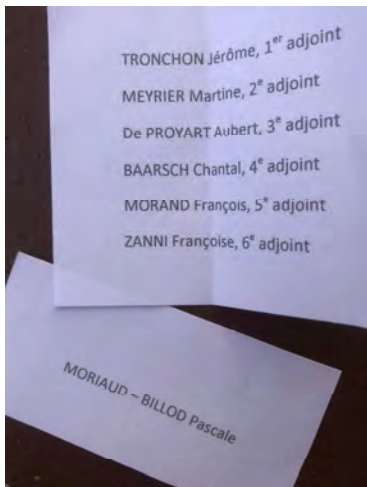 TRONCHON Jérôme, 1er adjoint
MEYRIER Martine, 2e adjoint
De PROYART Aubert, 3e adjoint
BAARSCH Chantal, 4e adjoint
MORAND François, 5e adjoint
ZANNI Françoise, 6e adjoint
MORIAUD – BILLOD Pascale